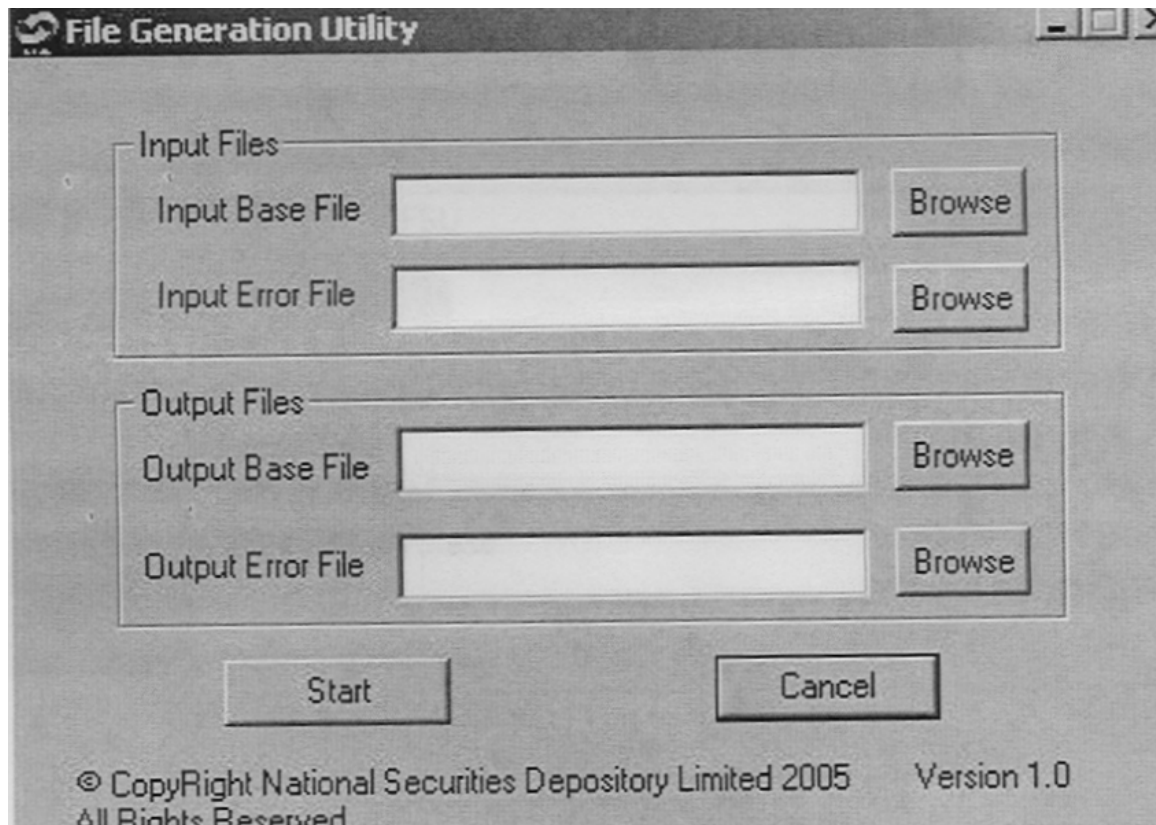 File Generation Utility
Input Files
Input Base File Browse
Input Error File Browse
Output Files
Output Base File Browse
Output Error File Browse
Start Cancel
© CopyRight National Securities Depository Limited 2005 Version 1.0
All Rights Reserved